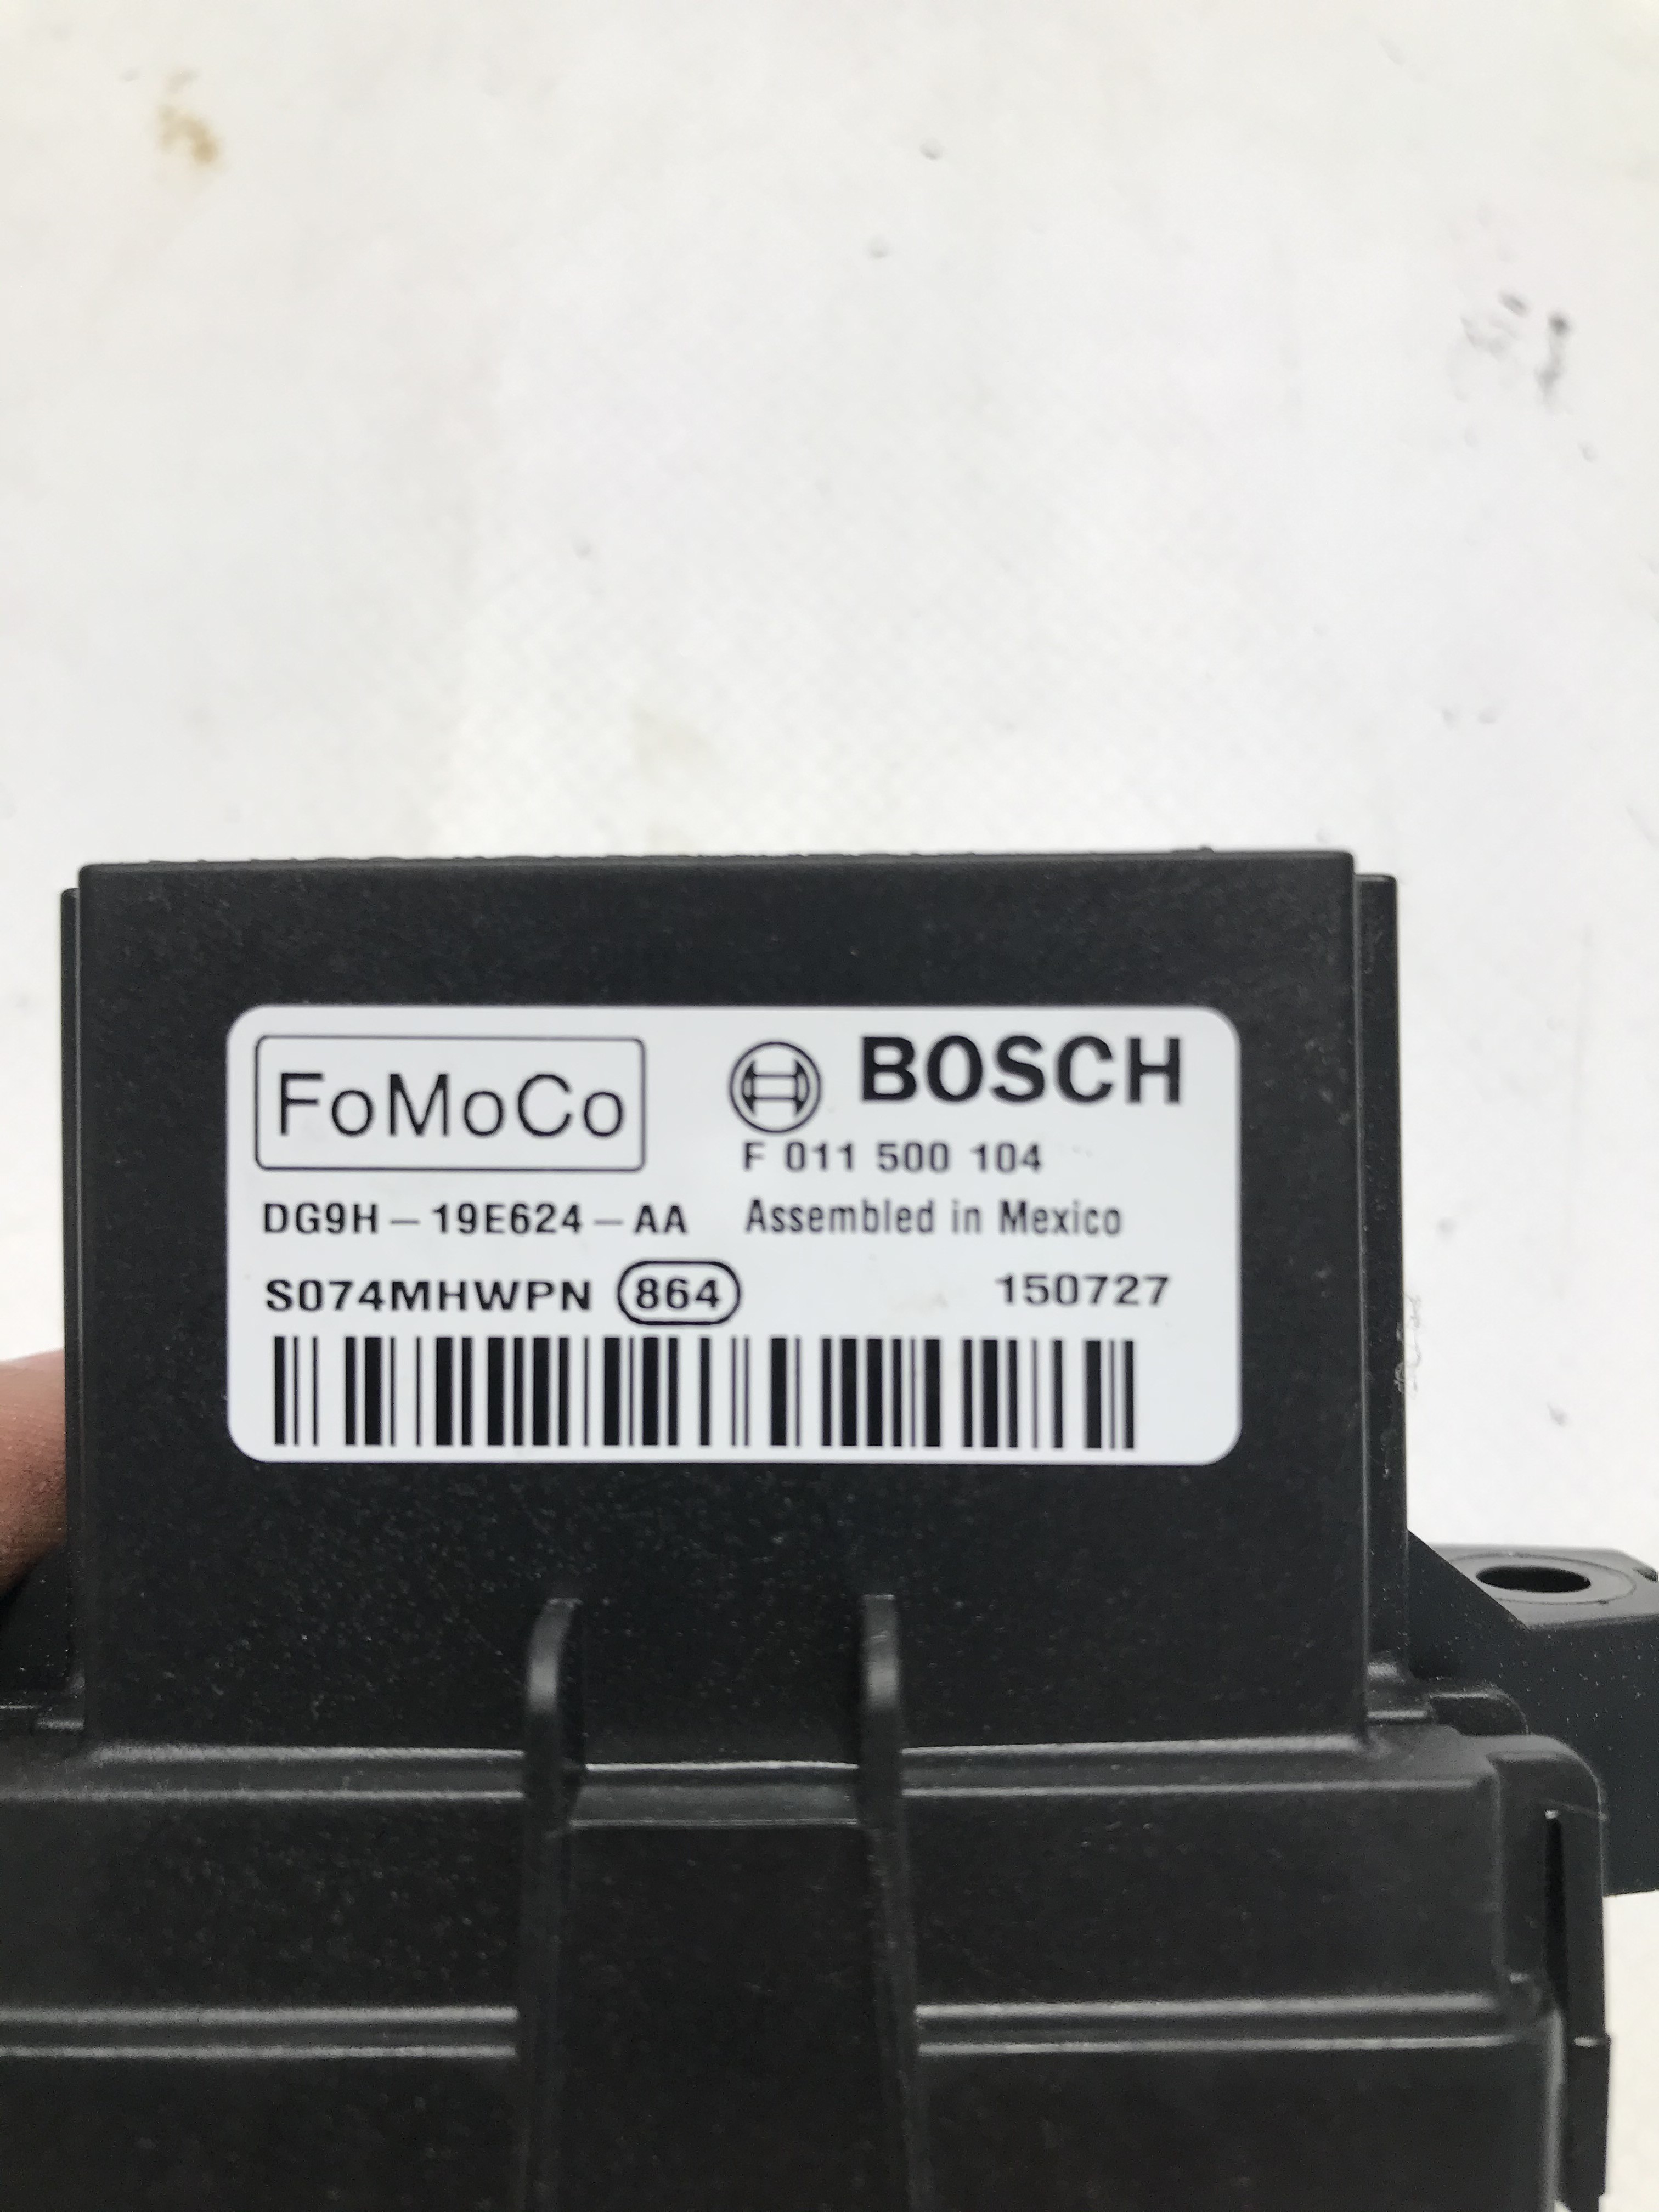 FoMoCo
BOSCH
F 011 500 104
DG9H-19E624-AA
Assembled in Mexico
S074MHWPN 864
150727